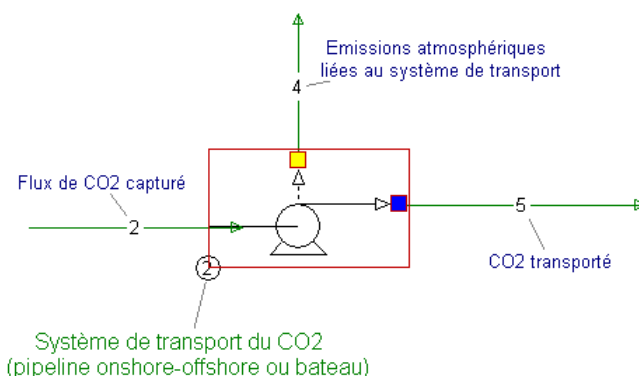 Emissions atmosphériques
liées au système de transport
4
Flux de CO2 capturé
2
5
CO2 transporté
2
Système de transport du CO2
(pipeline onshore-offshore ou bateau)